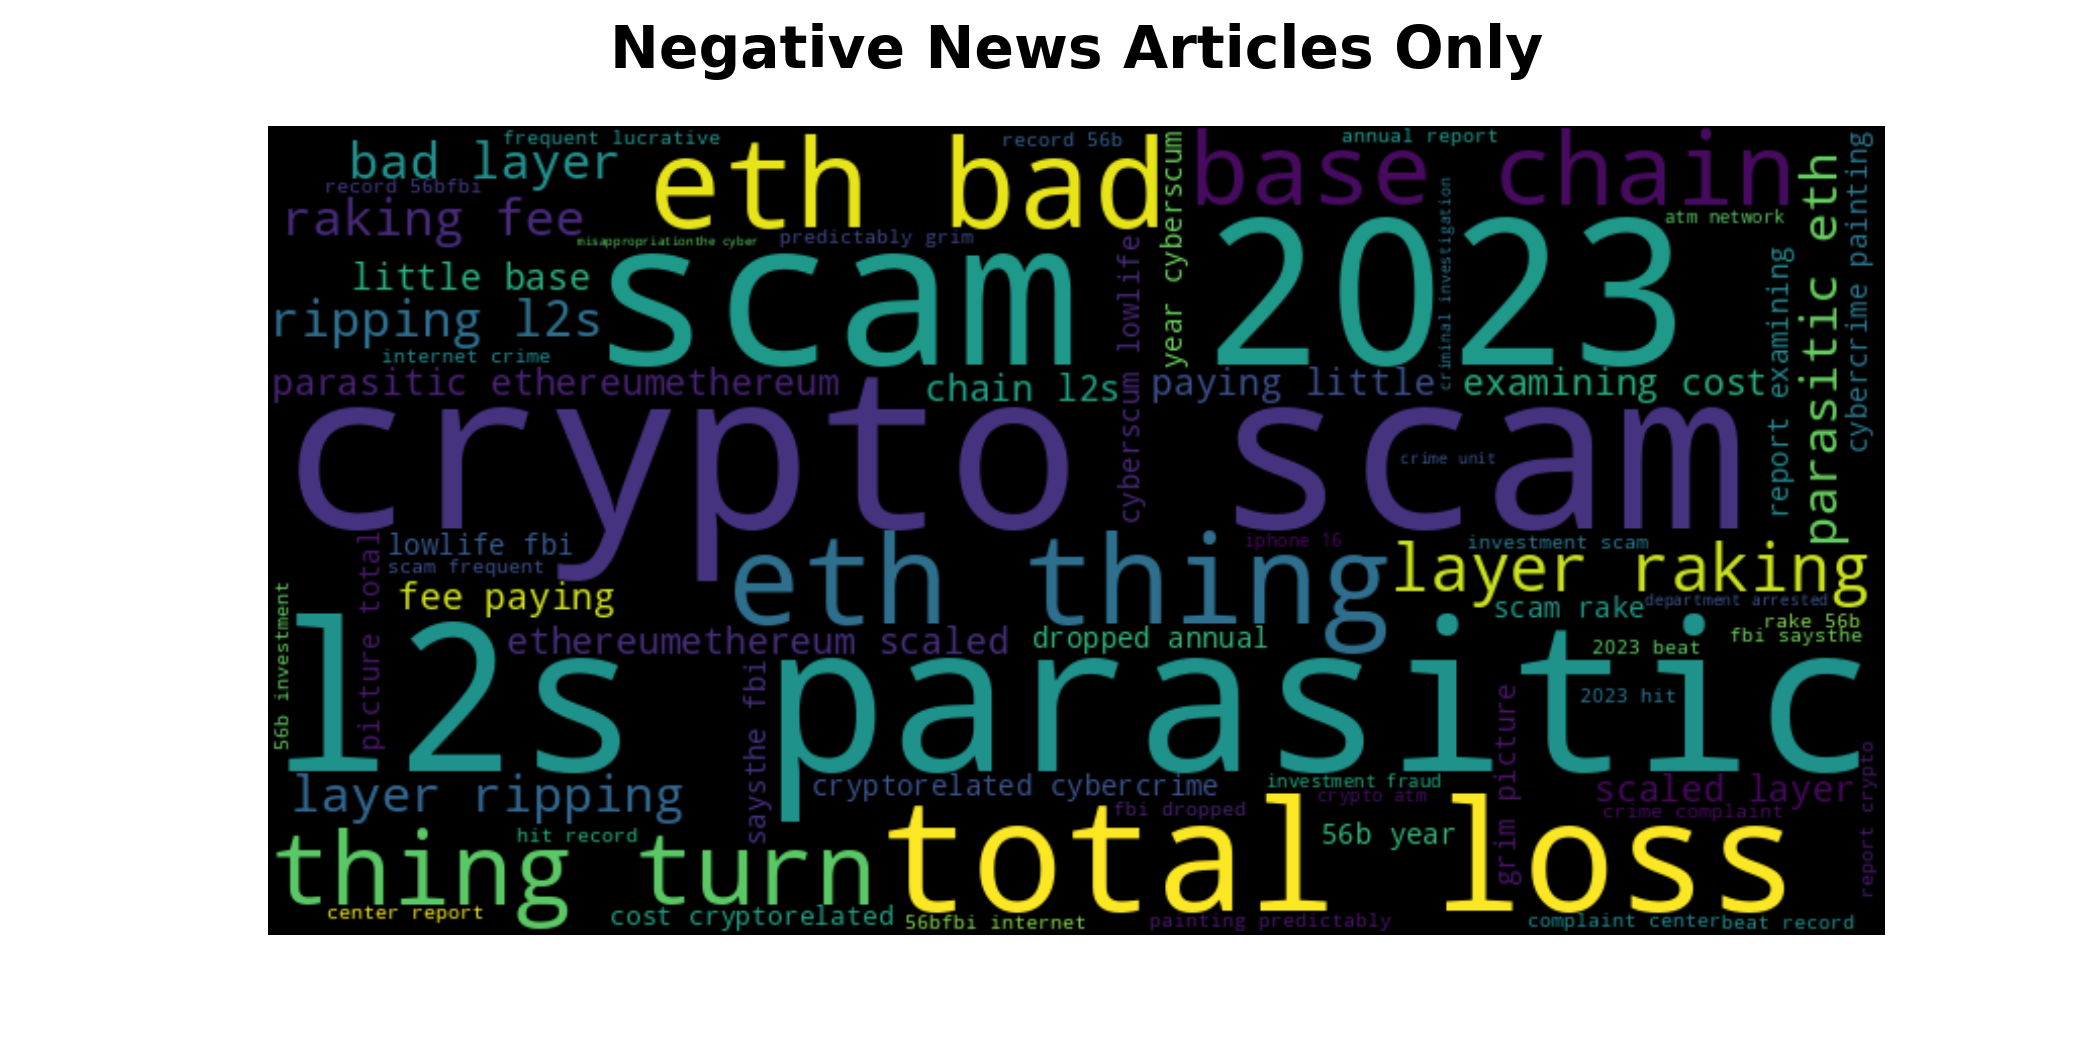 Negative News Articles Only
frequent lucrative
record 56b
annual report
bad layer
eth bad
base chain
record 56bfbi
raking fee
year cyberscum
parasitic eth
cybercrime painting
atm network
misappropriationthe cyber
predictably grim
criminal investigation
little base
scam
2023
cyberscum lowlife
report examining
ripping l2s
internet crime
parasitic ethereumethereum
chain l2s
paying little
examining cost
crypto scam
crime unit
lowlife fbi
scam frequent
picture total
eth thing
iphone 16
investment scam
layer raking
fee paying
scam rake
department arrested
rake 56b
fbi saysthe
56b investment
ethereumethereum scaled
dropped annual
2023 beat
l2s parasitic
2023 hit
saysthe fbi
grim picture
layer ripping
cryptorelated cybercrime
investment fraud
crypto atm
scaled layer
crime complaint
report crypto
fbi dropped
hit record
thing turn
total loss
56b year
center report
cost cryptorelated
56bfbi internet
painting predictably
complaint center
beat record